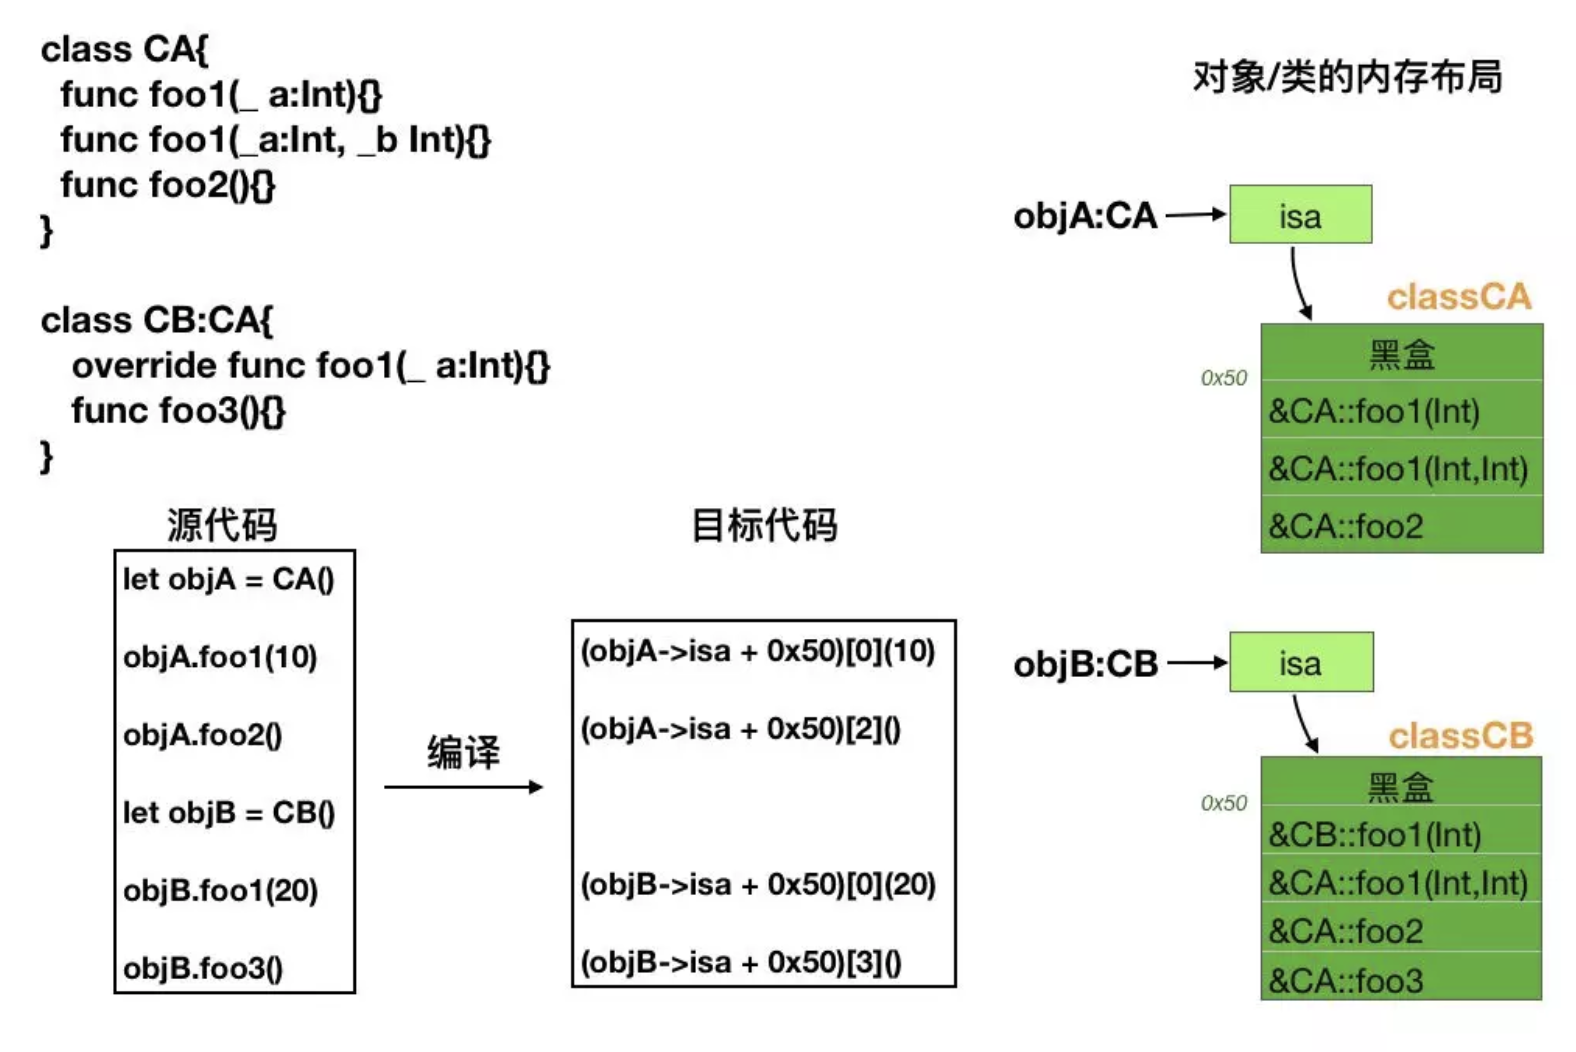 class CA{
func foo1(_ a:Int){}
func foo1(_a:Int, _b Int){}
func foo2(){}
}
class CB:CA{
override func foo1(_ a:Int){}
func foo3(){}
}
源代码
let objA = CA()
objA.foo1(10)
objA.foo2()
let objB = CB()
objB.foo1(20)
objB.foo3()
编译
目标代码
(objA->isa + 0x50)[0](10)
(objA->isa + 0x50)[2]()
(objB->isa + 0x50)[0](20)
(objB->isa + 0x50)[3]()
对象/类的内存布局
objA:CA
isa
classCA
黑盒
0x50
&CA::foo1(Int)
&CA::foo1(Int,Int)
&CA::foo2
objB:CB
isa
classCB
黑盒
0x50
&CB::foo1(Int)
&CA::foo1(Int,Int)
&CA::foo2
&CA::foo3